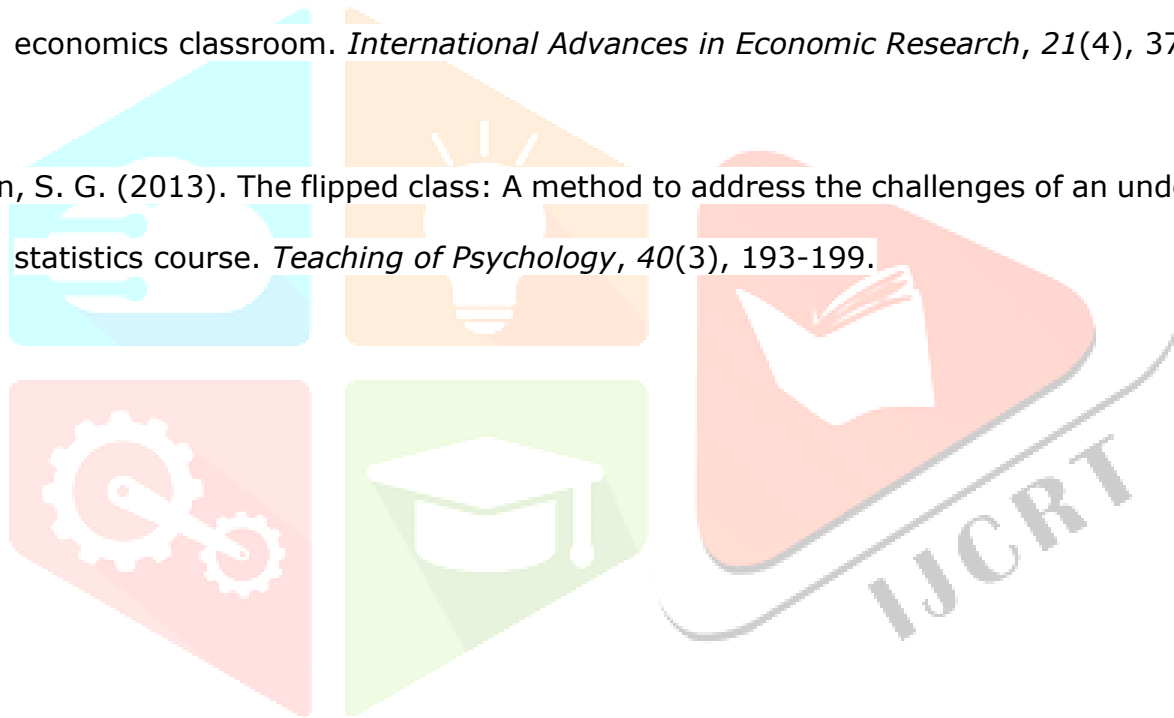 economics classroom. International Advances in Economic Research, 21(4), 37
n, S. G. (2013). The flipped class: A method to address the challenges of an und
statistics course. Teaching of Psychology, 40(3), 193-199.
IJCRT